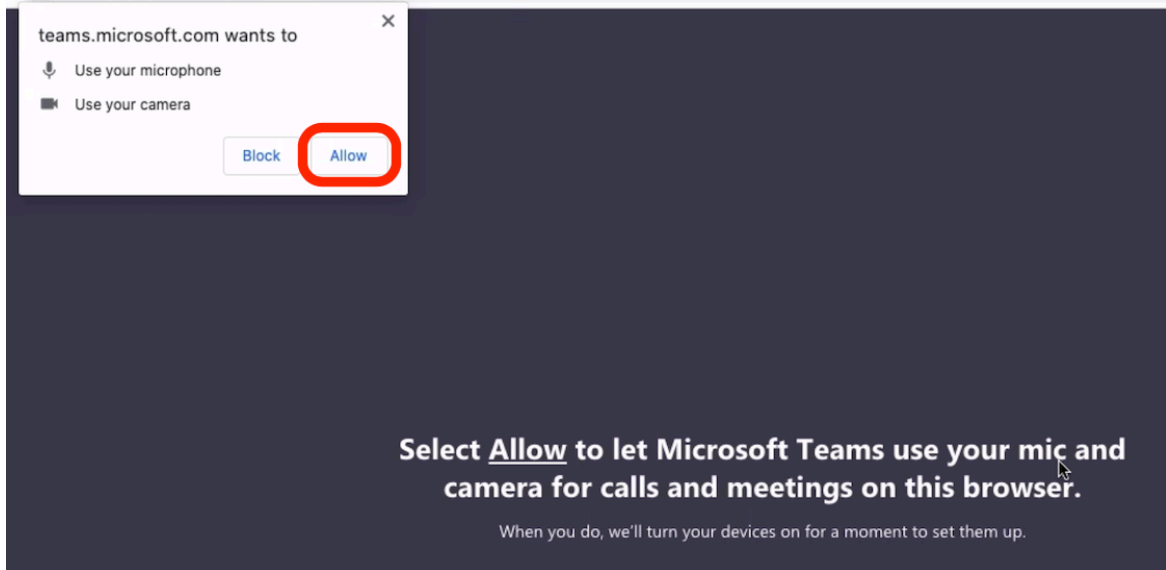 teams.microsoft.com wants to
Use your microphone
Use your camera
Block
Allow
Select Allow to let Microsoft Teams use your mic and
camera for calls and meetings on this browser.
When you do, we'll turn your devices on for a moment to set them up.